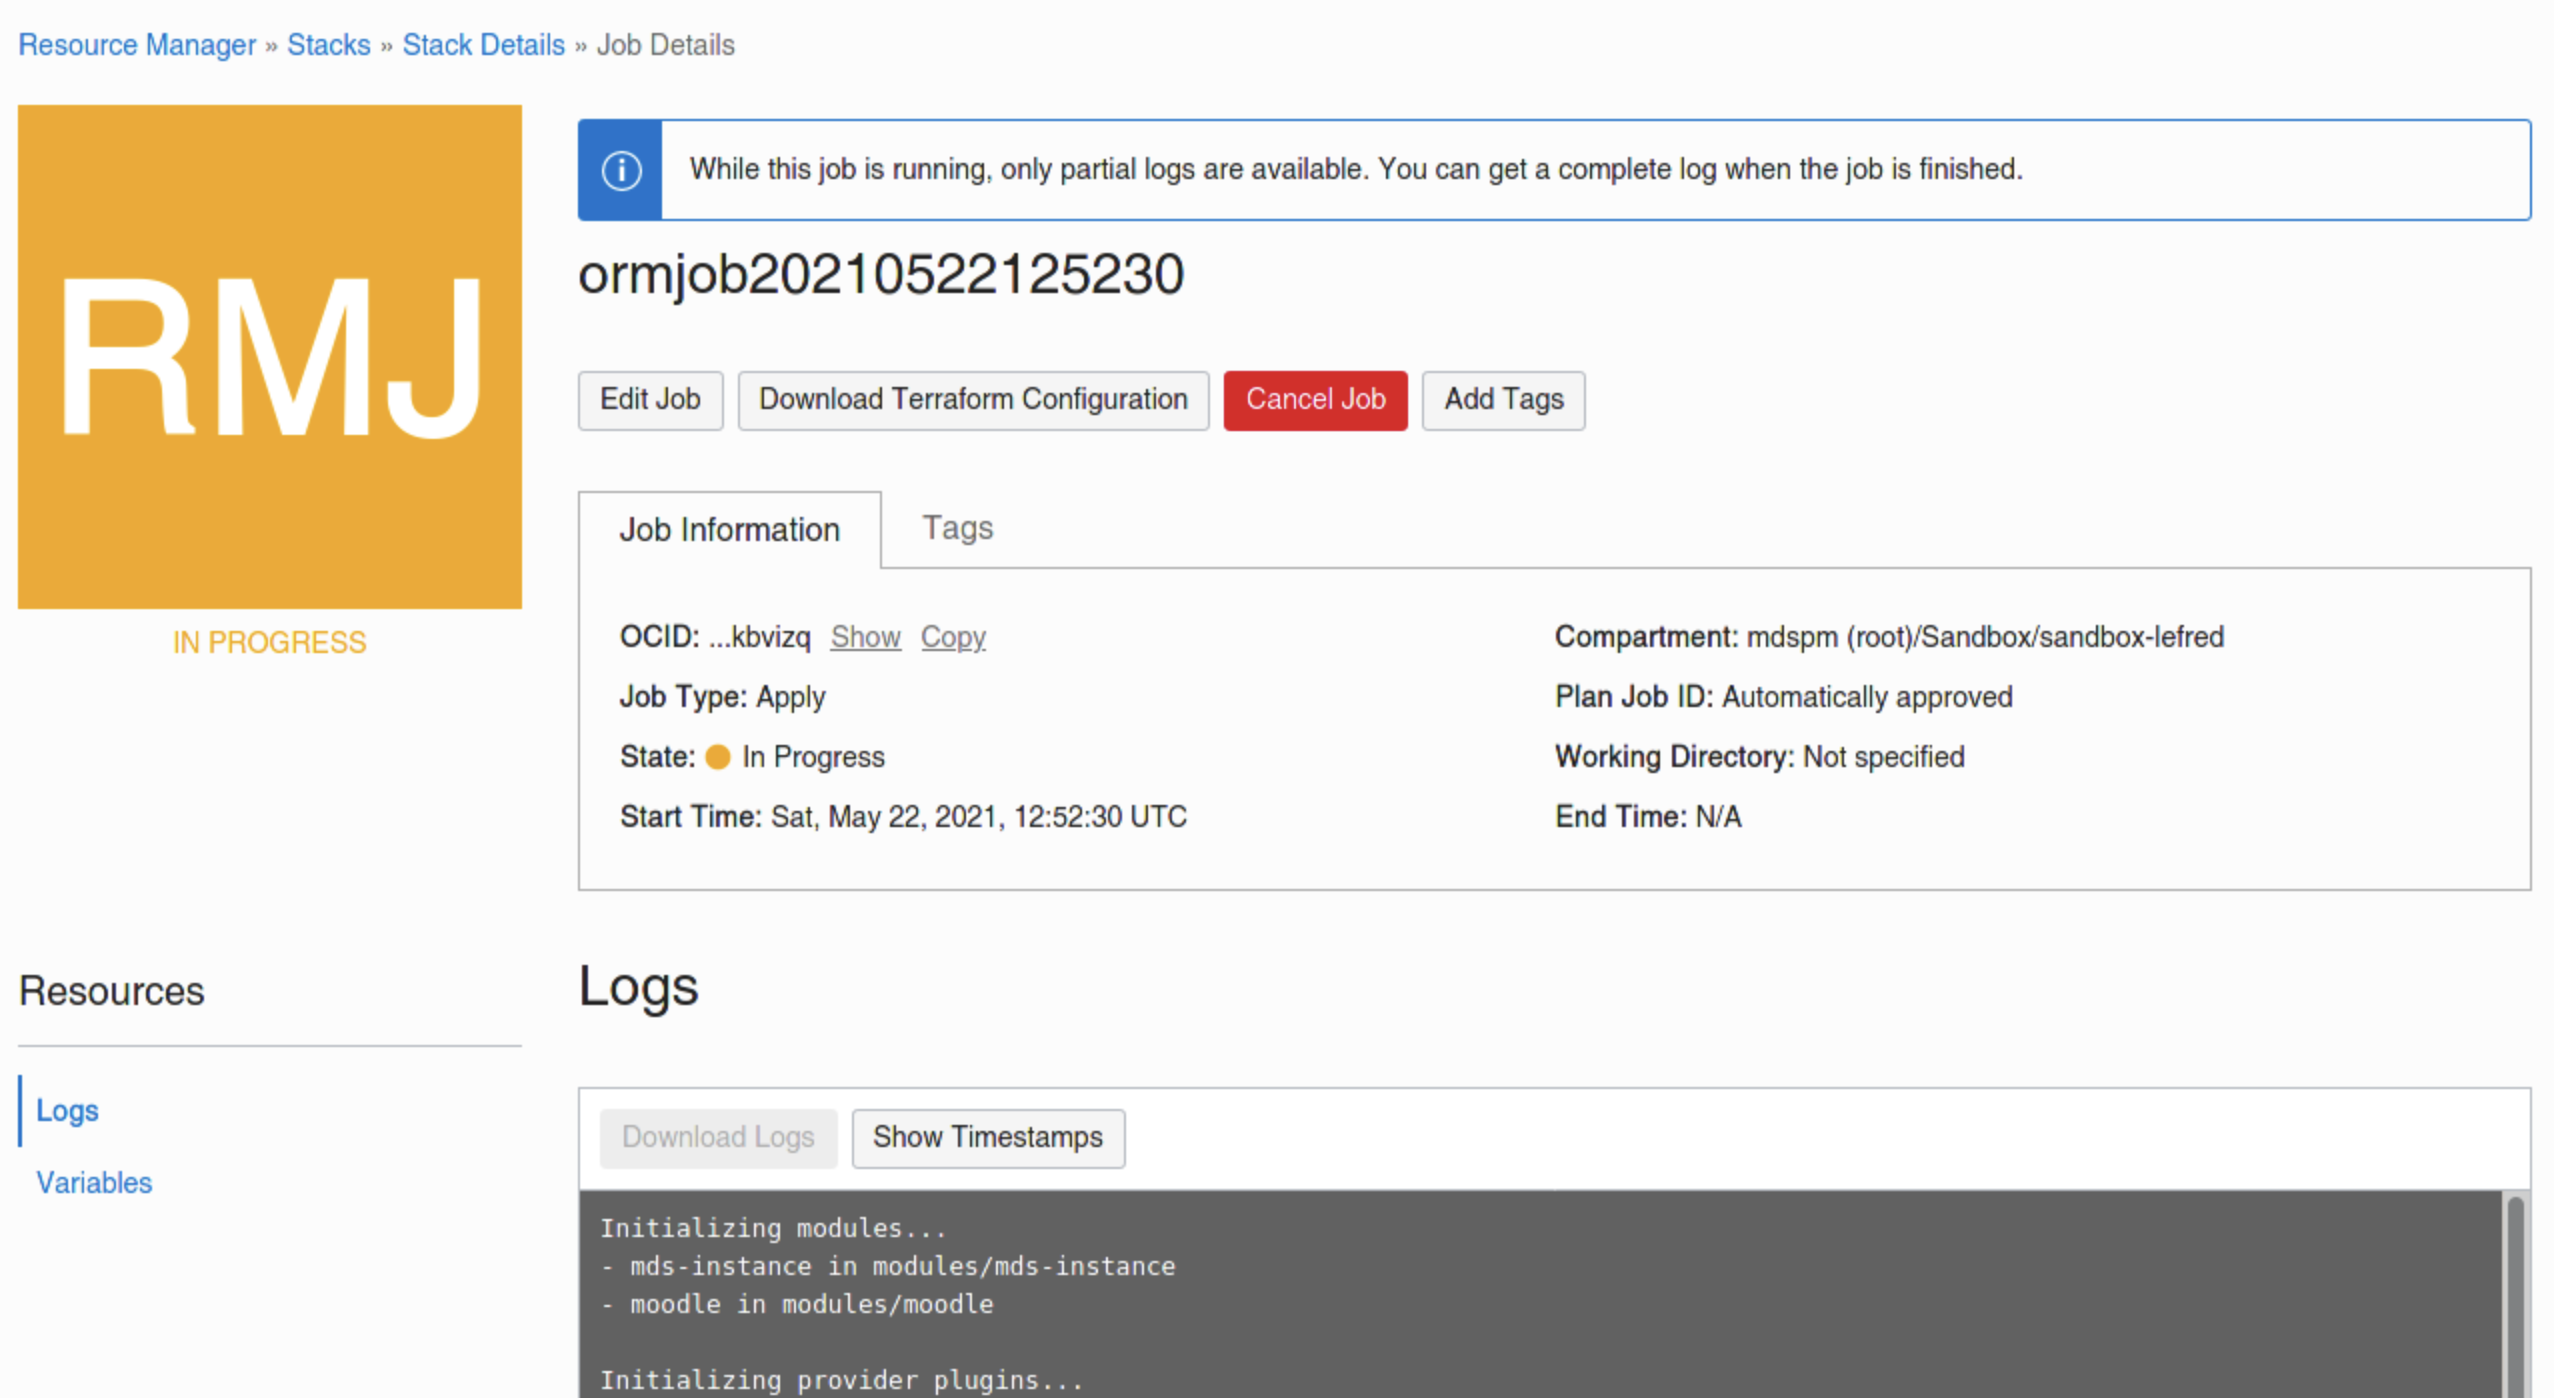 Resource Manager » Stacks » Stack Details » Job Details
RMJ
IN PROGRESS
While this job is running, only partial logs are available. You can get a complete log when the job is finished.
ormjob20210522125230
Edit Job Download Terraform Configuration Cancel Job Add Tags
Job Information Tags
OCID: ...kbvizq Show Copy
Job Type: Apply
State: In Progress
Start Time: Sat, May 22, 2021, 12:52:30 UTC
Compartment: mdspm (root)/Sandbox/sandbox-lefred
Plan Job ID: Automatically approved
Working Directory: Not specified
End Time: N/A
Resources
Logs
Variables
Logs
Download Logs Show Timestamps
Initializing modules...
- mds-instance in modules/mds-instance
- moodle in modules/moodle
Initializing provider plugins...